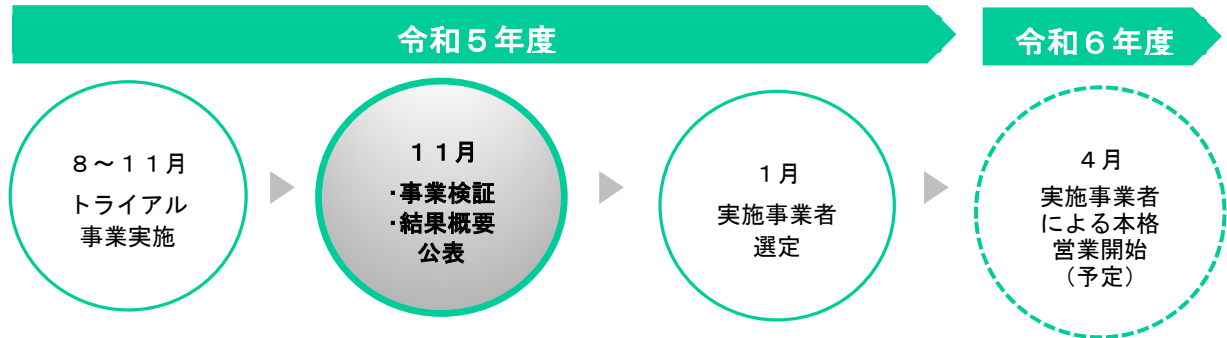 令和５年度
令和６年度
８～１１月
トライアル
事業実施
１１月
・事業検証
・結果概要
公表
１月
実施事業者
選定
４月
実施事業者
による本格
営業開始
（予定）